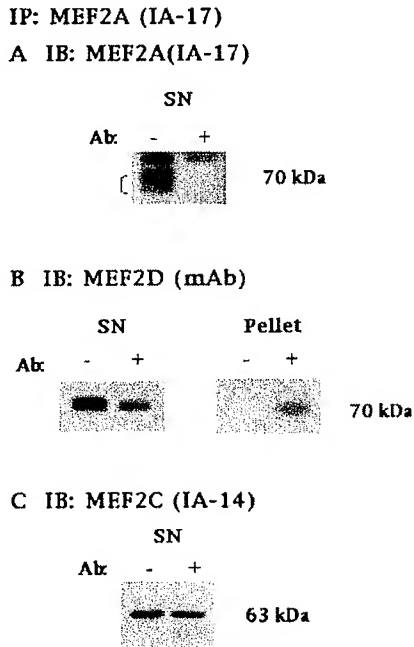 IP: MEF2A (IA-17)
A IB: MEF2A(IA-17)
SN
Ab: - +
70 kDa
B IB: MEF2D (mAb)
SN Pellet
Ab: - + - +
70 kDa
C IB: MEF2C (IA-14)
SN
Ab: - +
63 kDa